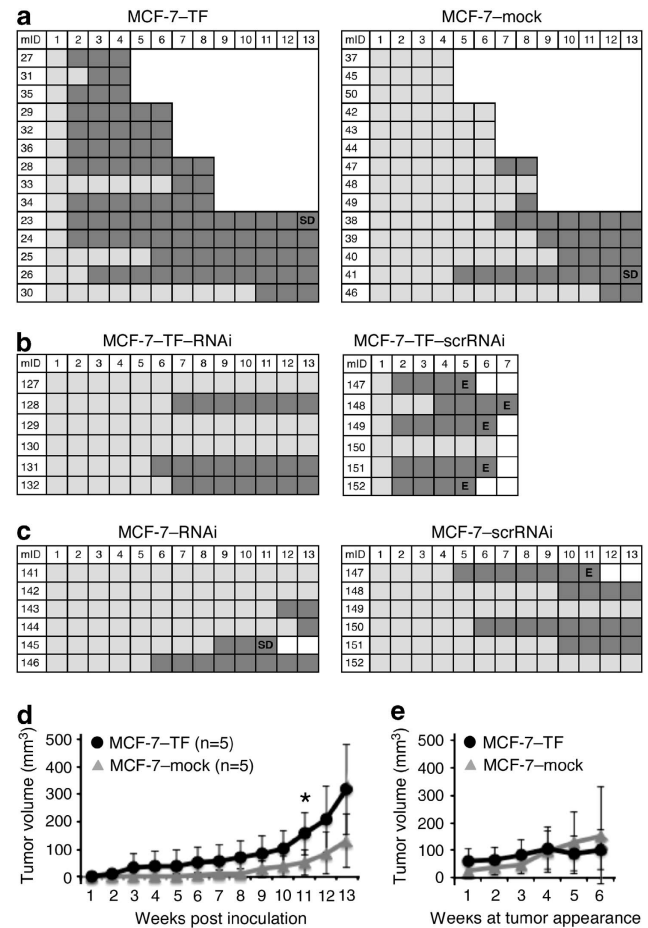 a
MCF-7–TF
MCF-7–mock
mID 1 2 3 4 5 6 7 8 9 10 11 12 13
mID 1 2 3 4 5 6 7 8 9 10 11 12 13
27
37
31
45
35
50
29
42
32
43
36
44
28
47
33
48
34
49
23 SD
38
24
39
25
40
26
41 SD
30
46
b
MCF-7–TF–RNAi
MCF-7–TF–scrRNAi
mID 1 2 3 4 5 6 7 8 9 10 11 12 13
mID 1 2 3 4 5 6 7
127
147 E
128
148 E
129
149 E
130
150
131
151 E
132
152 E
c
MCF-7–RNAi
MCF-7–scrRNAi
mID 1 2 3 4 5 6 7 8 9 10 11 12 13
mID 1 2 3 4 5 6 7 8 9 10 11 12 13
141
147 E
142
148
143
149
144
150
145 SD
151
146
152
d
500
400
300
200
100
0
Tumor volume (mm3)
MCF-7–TF (n=5)
MCF-7–mock (n=5)
*
1 2 3 4 5 6 7 8 9 10 11 12 13
Weeks post inoculation
e
500
400
300
200
100
0
Tumor volume (mm3)
MCF-7–TF
MCF-7–mock
1 2 3 4 5 6
Weeks at tumor appearance